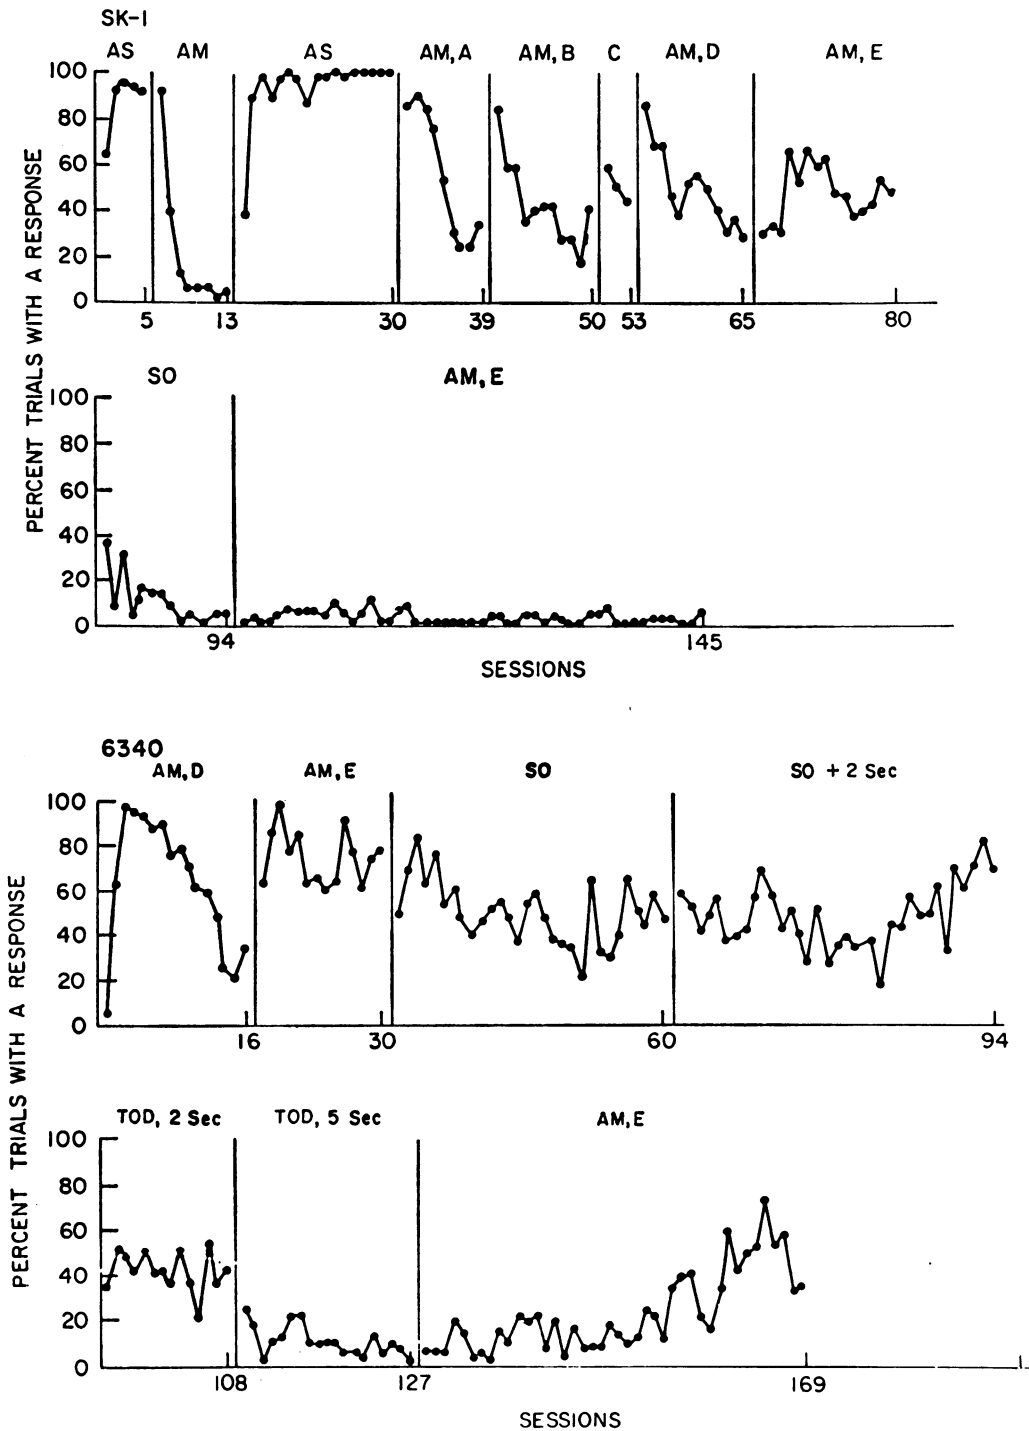 SK-1
AS AM AS AM, A AM, B C AM, D AM, E
100
80
60
40
20
0
5 13 30 39 50 53 65 80
PERCENT TRIALS WITH A RESPONSE
SO AM, E
100
80
60
40
20
0
94 145
SESSIONS
6340
AM, D AM, E SO SO + 2 Sec
100
80
60
40
20
0
16 30 60 94
PERCENT TRIALS WITH A RESPONSE
TOD, 2 Sec TOD, 5 Sec AM, E
100
80
60
40
20
0
108 127 169
SESSIONS